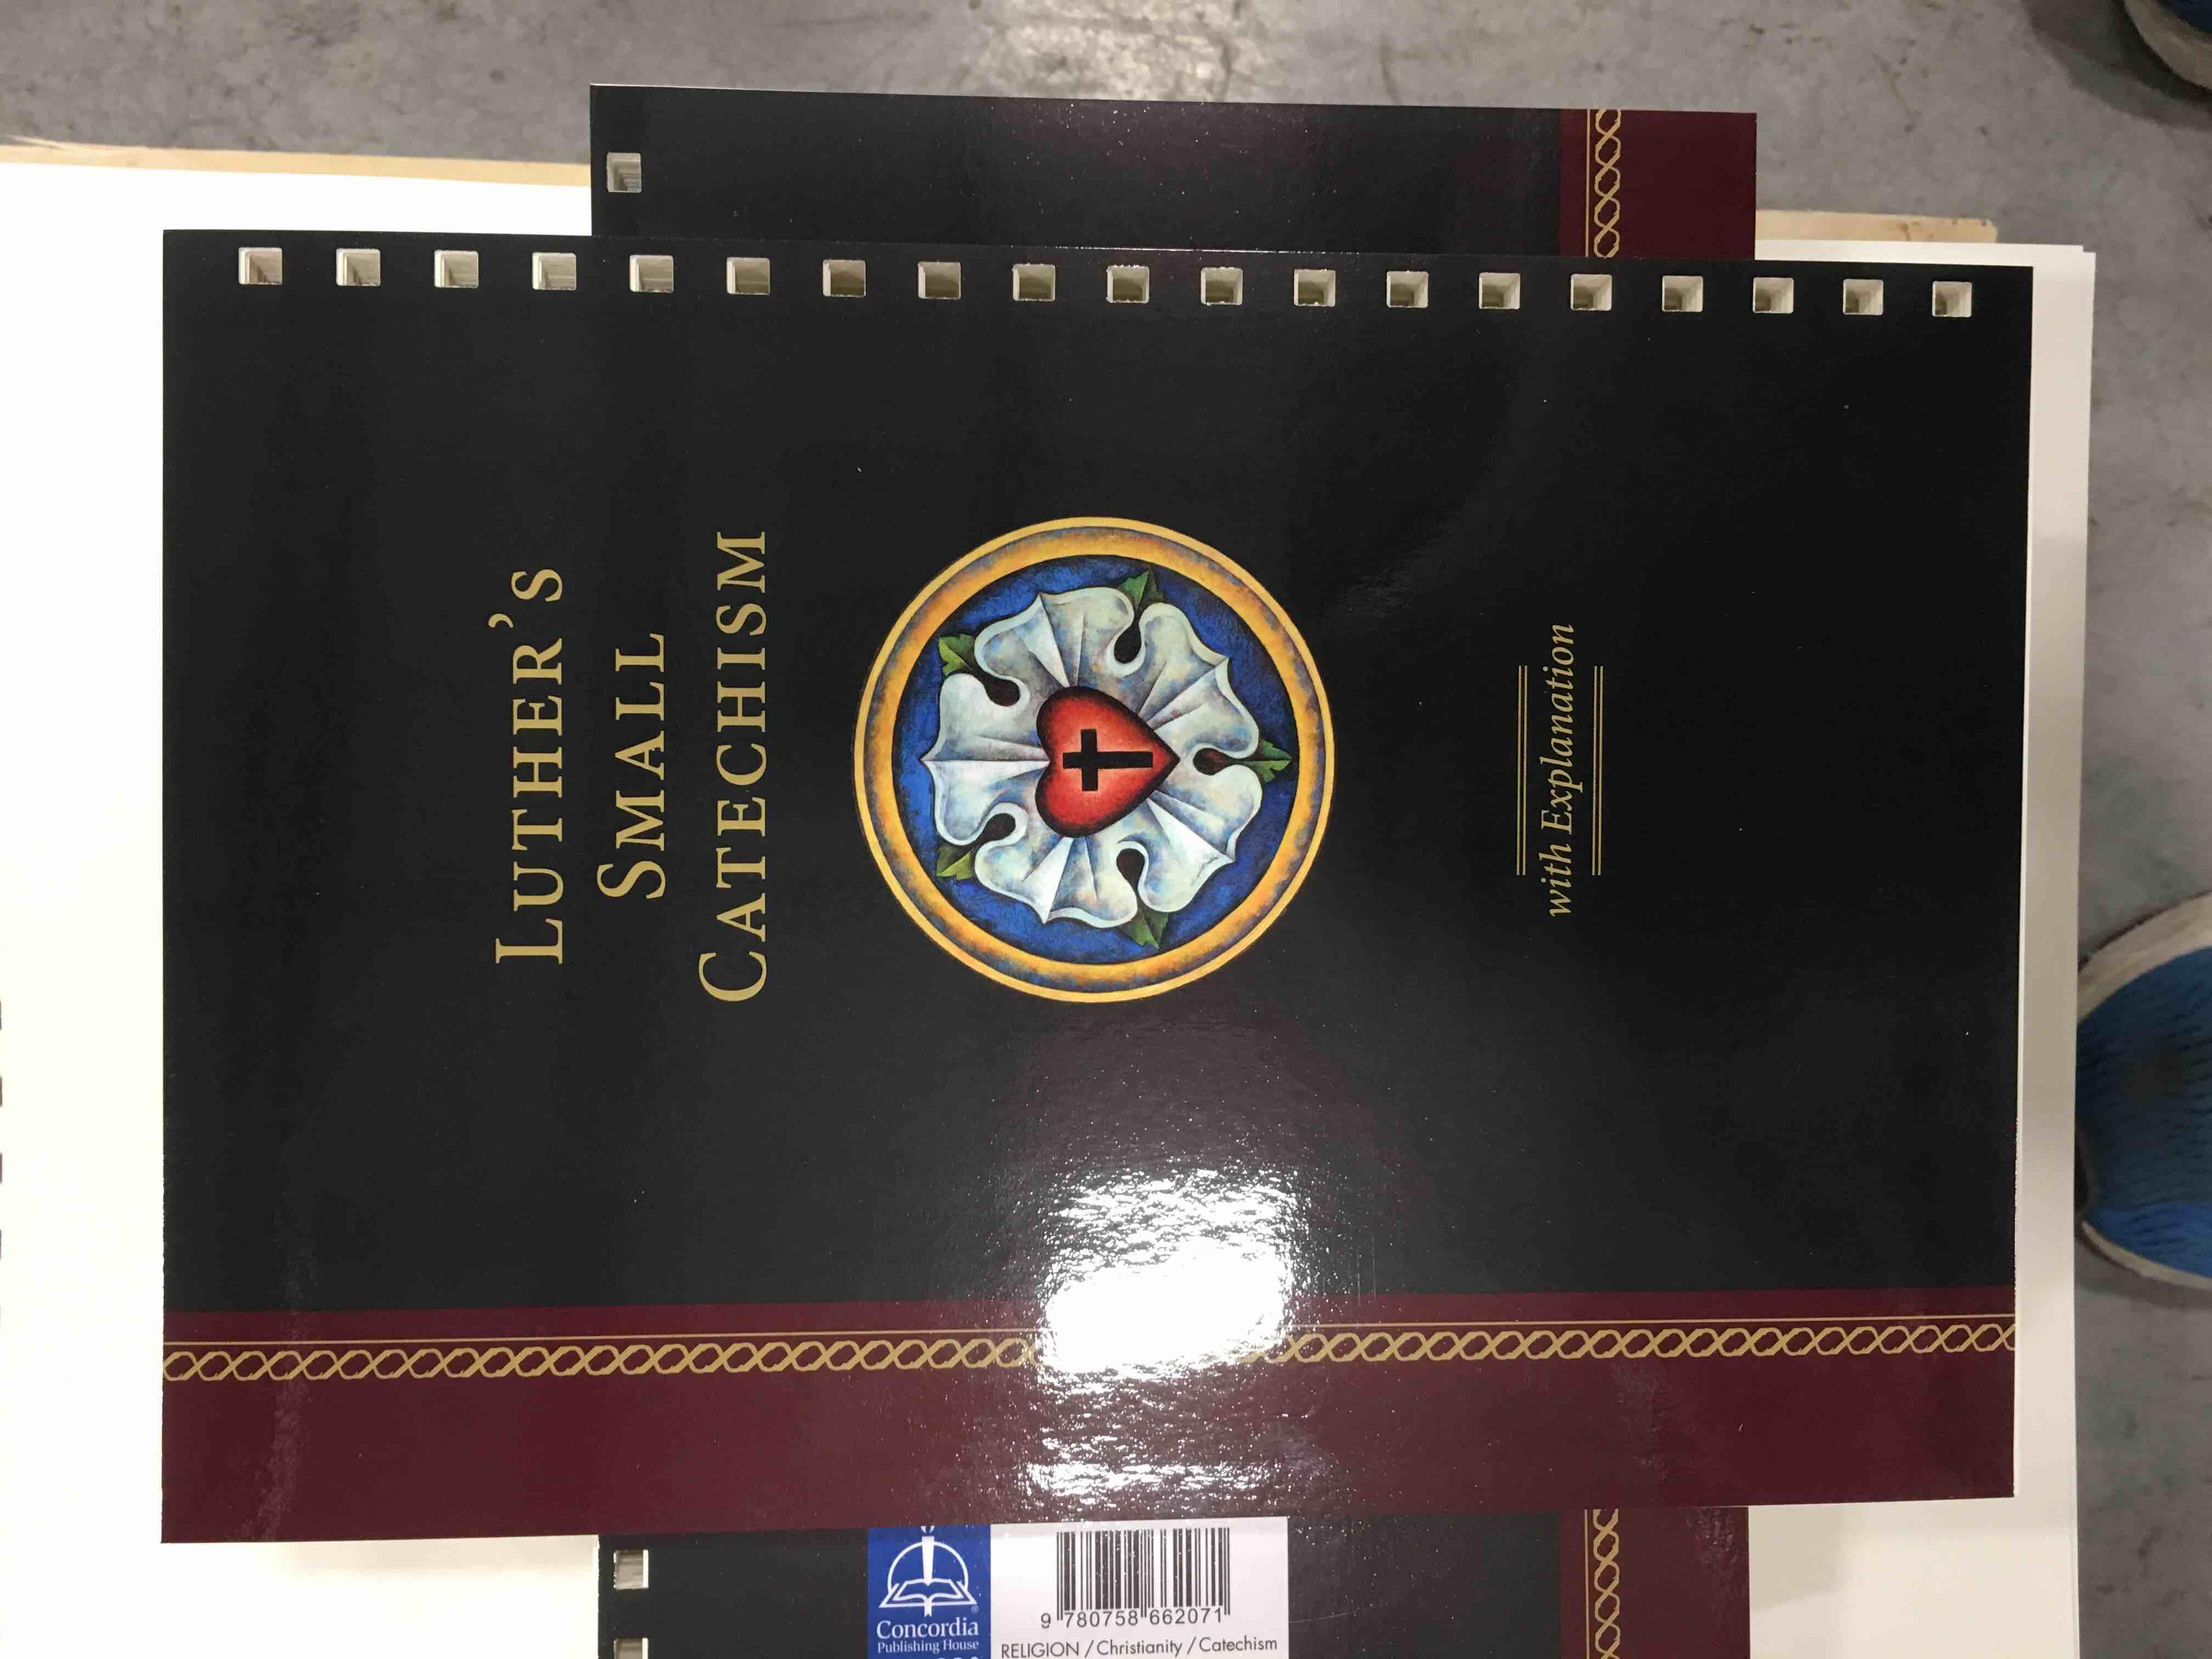 LUTHER'S
SMALL
CATECHISM
with Explanation
Concordia
Publishing House
9 780758 662071
RELIGION / Christianity / Catechism